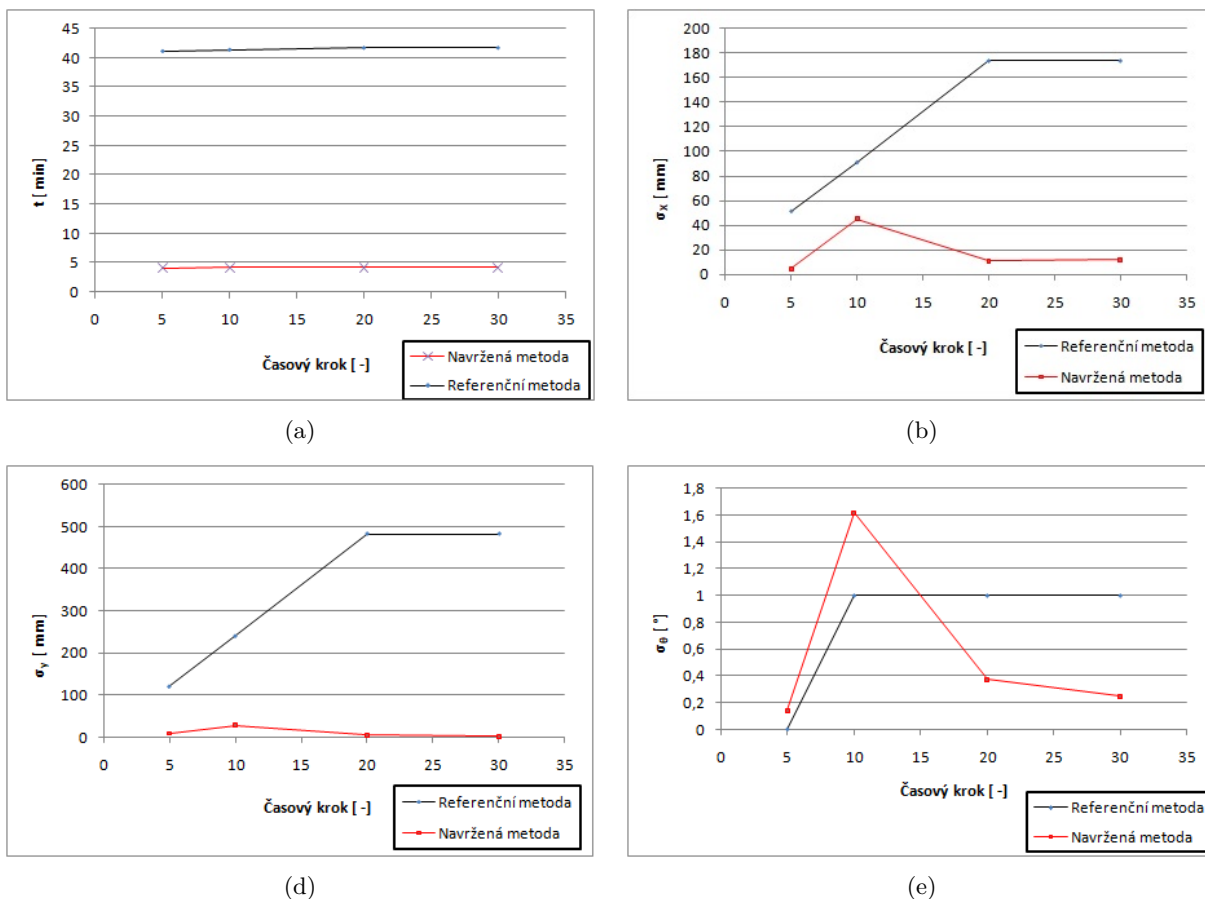 45
40
35
30
25
20
15
10
5
0
t [ min]
0 5 10 15 20 25 30 35
Časový krok [ -]
Navržená metoda
Referenční metoda
(a)
200
180
160
140
120
100
80
60
40
20
0
σx [ mm]
0 5 10 15 20 25 30 35
Časový krok [ -]
Referenční metoda
Navržená metoda
(b)
600
500
400
300
200
100
0
σy [ mm]
0 5 10 15 20 25 30 35
Časový krok [ -]
Referenční metoda
Navržená metoda
(d)
1,8
1,6
1,4
1,2
1
0,8
0,6
0,4
0,2
0
σθ [ °]
0 5 10 15 20 25 30 35
Časový krok [ -]
Referenční metoda
Navržená metoda
(e)